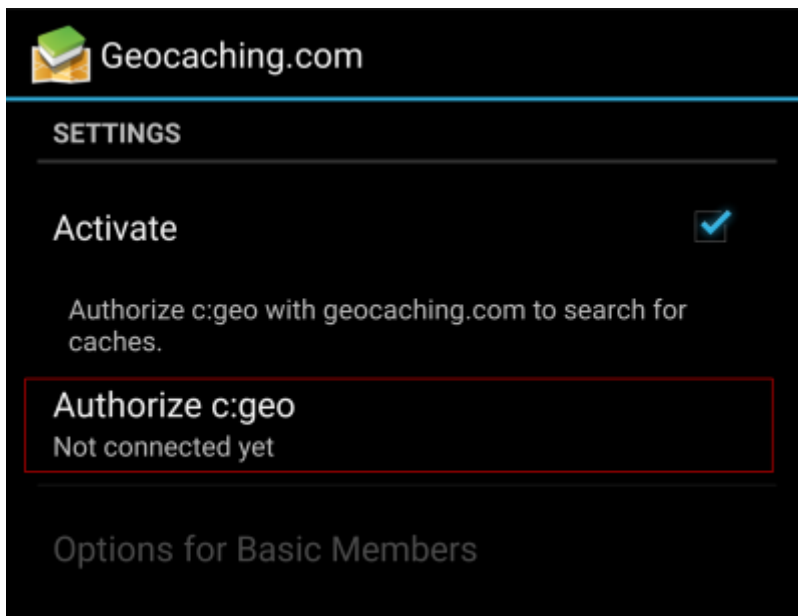 Geocaching.com
SETTINGS
Activate
Authorize c:geo with geocaching.com to search for
caches.
Authorize c:geo
Not connected yet
Options for Basic Members